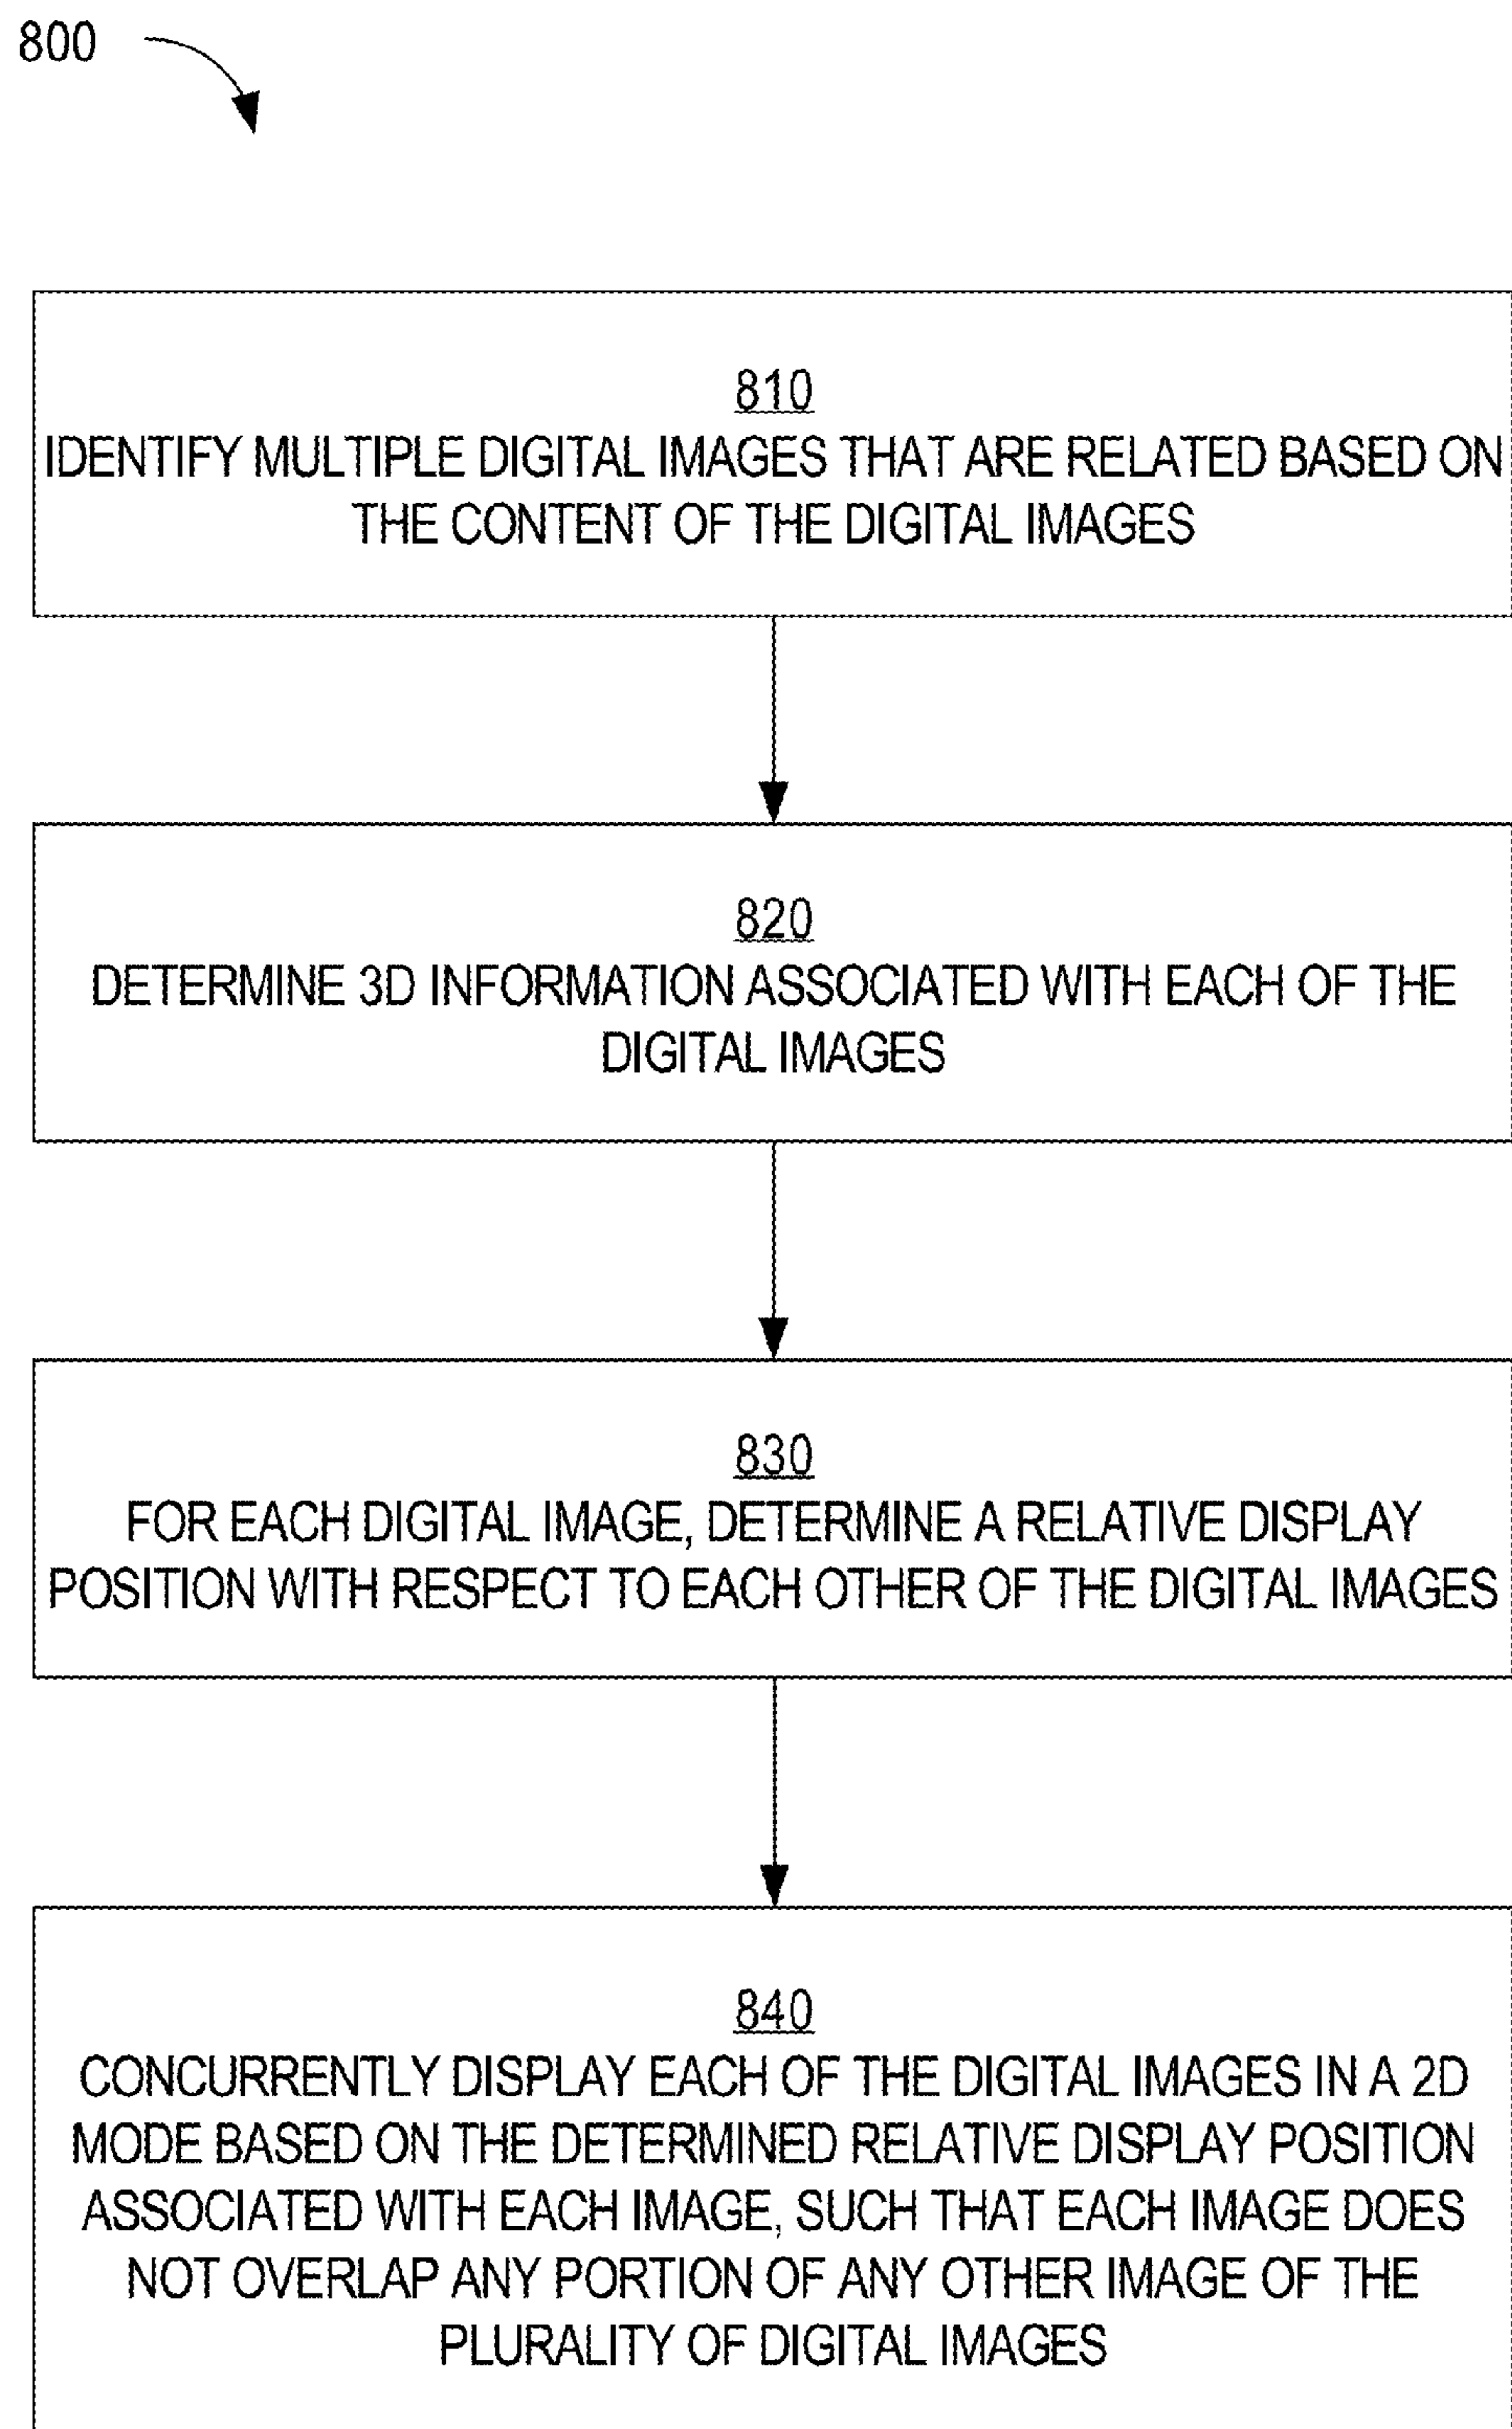 800
810
IDENTIFY MULTIPLE DIGITAL IMAGES THAT ARE RELATED BASED ON
THE CONTENT OF THE DIGITAL IMAGES
820
DETERMINE 3D INFORMATION ASSOCIATED WITH EACH OF THE
DIGITAL IMAGES
830
FOR EACH DIGITAL IMAGE, DETERMINE A RELATIVE DISPLAY
POSITION WITH RESPECT TO EACH OTHER OF THE DIGITAL IMAGES
840
CONCURRENTLY DISPLAY EACH OF THE DIGITAL IMAGES IN A 2D
MODE BASED ON THE DETERMINED RELATIVE DISPLAY POSITION
ASSOCIATED WITH EACH IMAGE, SUCH THAT EACH IMAGE DOES
NOT OVERLAP ANY PORTION OF ANY OTHER IMAGE OF THE
PLURALITY OF DIGITAL IMAGES